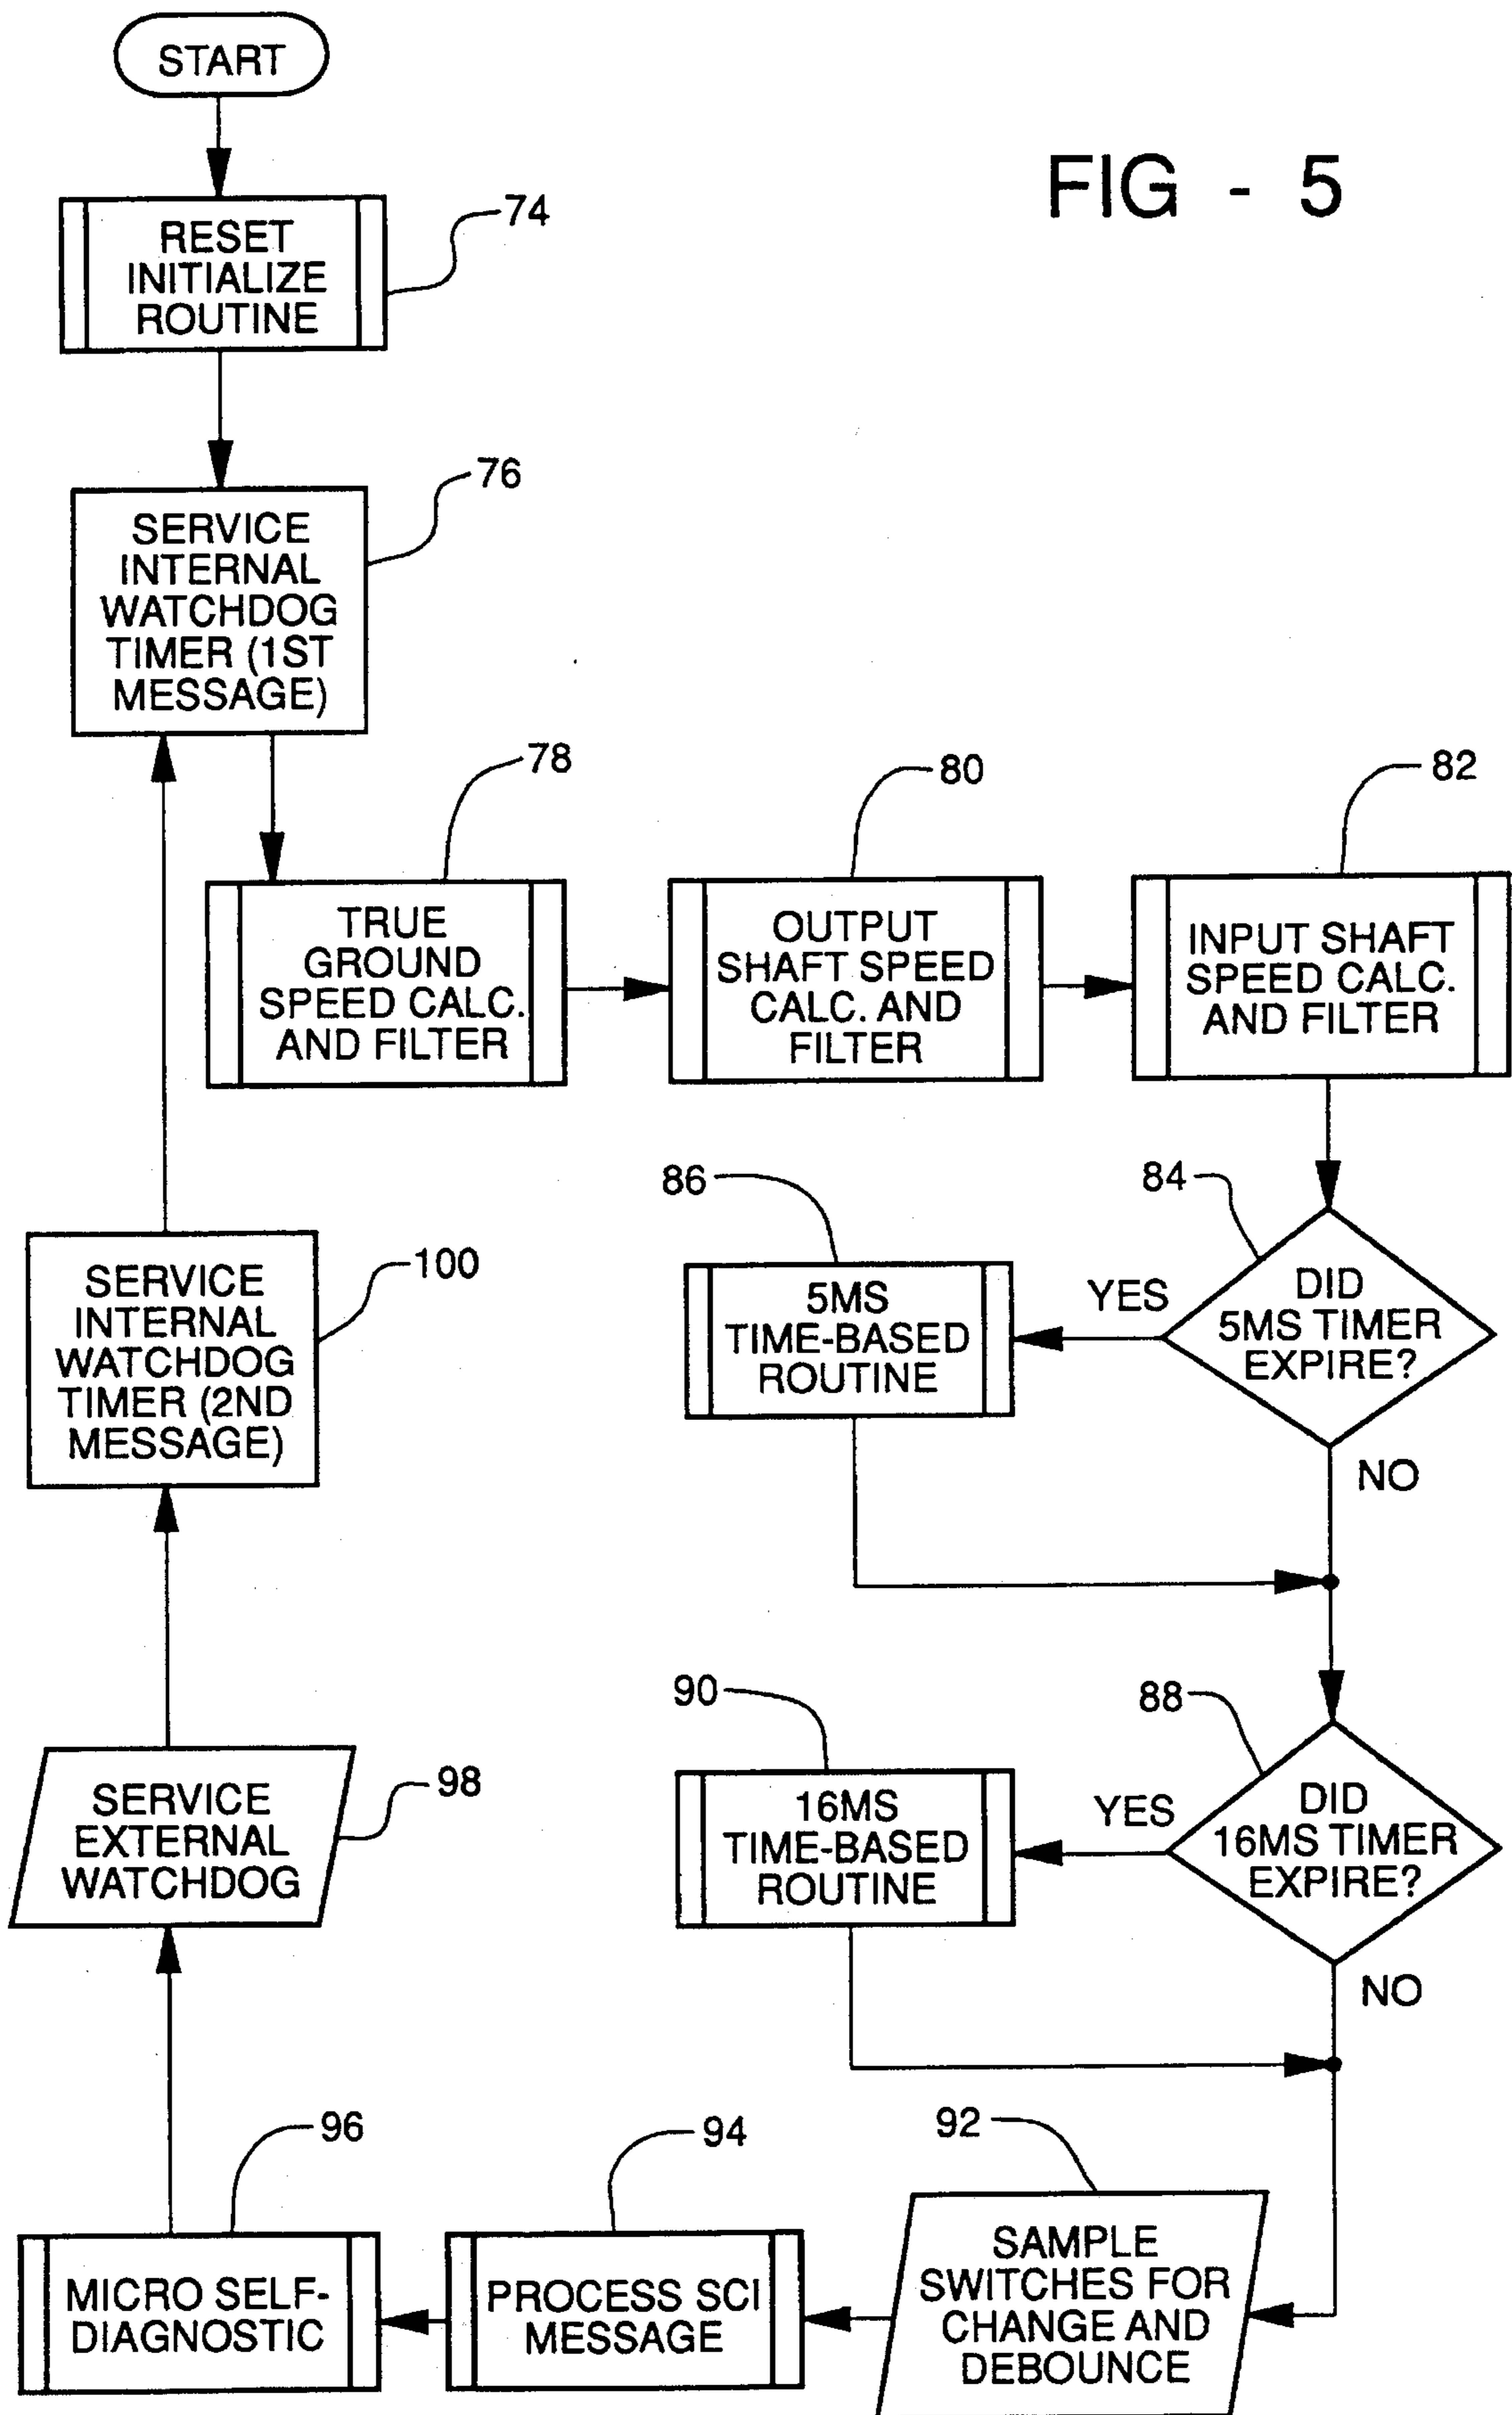 START
FIG - 5
RESET
INITIALIZE
ROUTINE
74
SERVICE
INTERNAL
WATCHDOG
TIMER (1ST
MESSAGE)
76
TRUE
GROUND
SPEED CALC.
AND FILTER
78
OUTPUT
SHAFT SPEED
CALC. AND
FILTER
80
INPUT SHAFT
SPEED CALC.
AND FILTER
82
DID
5MS TIMER
EXPIRE?
84
YES
NO
5MS
TIME-BASED
ROUTINE
86
DID
16MS TIMER
EXPIRE?
88
YES
NO
16MS
TIME-BASED
ROUTINE
90
SAMPLE
SWITCHES FOR
CHANGE AND
DEBOUNCE
92
PROCESS SCI
MESSAGE
94
MICRO SELF-
DIAGNOSTIC
96
SERVICE
EXTERNAL
WATCHDOG
98
SERVICE
INTERNAL
WATCHDOG
TIMER (2ND
MESSAGE)
100